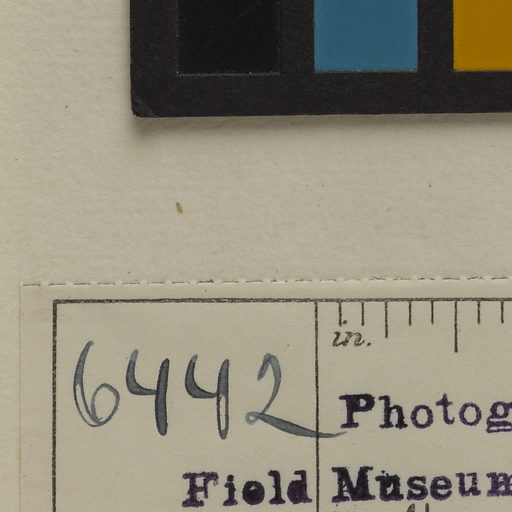 in.
6442
Photog
Field Museum